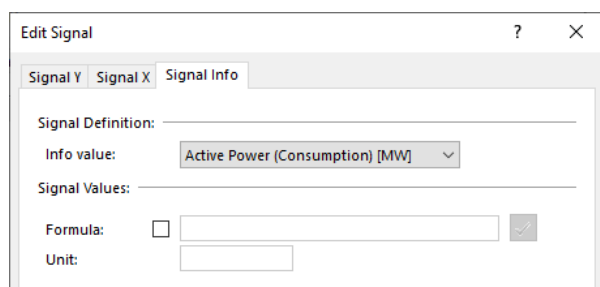 Edit Signal ?
Signal Y Signal X Signal Info
Signal Definition:
Info value: Active Power (Consumption) [MW]
Signal Values:
Formula:
Unit: